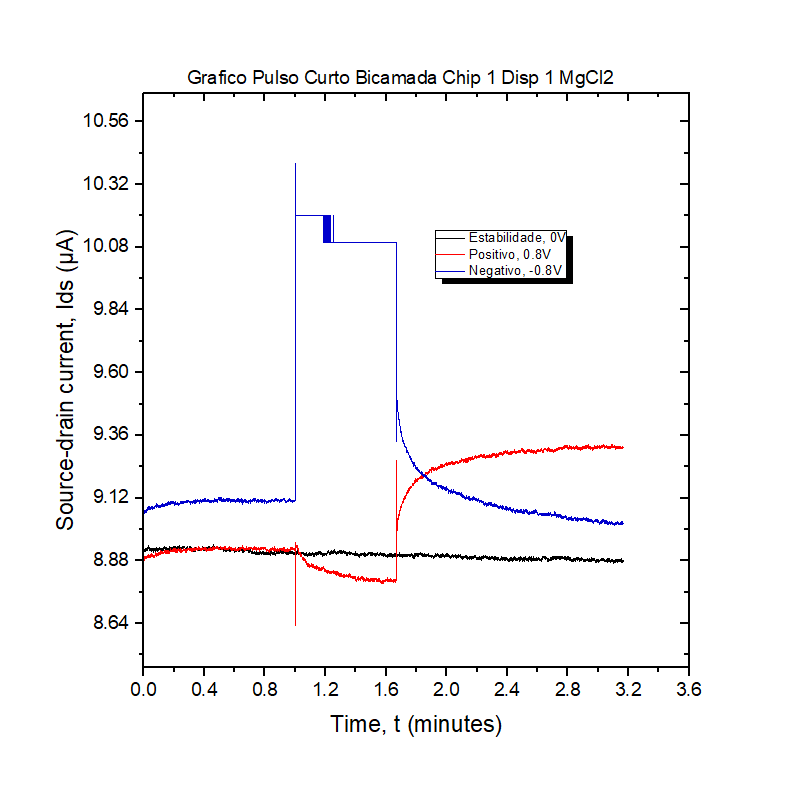 Grafico Pulso Curto Bicamada Chip 1 Disp 1 MgCl2
10.56
10.32
10.08
9.84
9.60
9.36
9.12
8.88
8.64
Source-drain current, Ids (μA)
Estabilidade, 0V
Positivo, 0.8V
Negativo, -0.8V
0.0 0.4 0.8 1.2 1.6 2.0 2.4 2.8 3.2 3.6
Time, t (minutes)